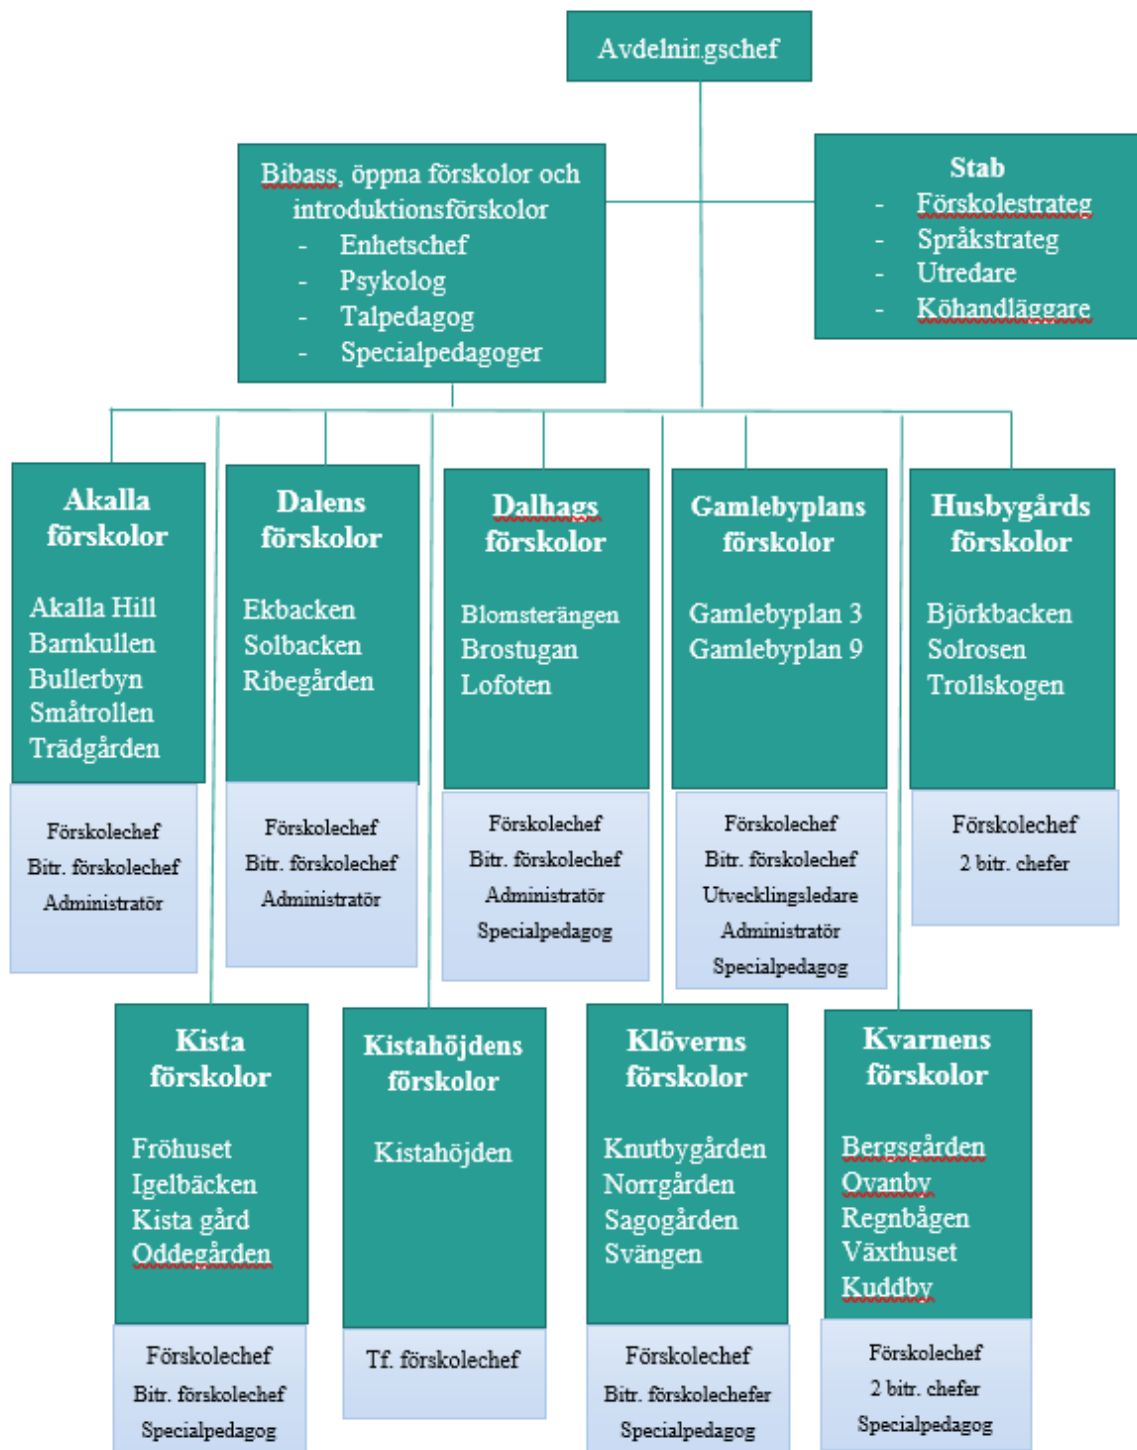 Avdelningschef
Bibass, öppna förskolor och
introduktionsförskolor
- Enhetschef
- Psykolog
- Talpedagog
- Specialpedagoger
Stab
- Förskolestrateg
- Språkstrateg
- Utredare
- Köhandläggare
Akalla
förskolor
Akalla Hill
Barnkullen
Bullerbyn
Småtrollen
Trädgården
Förskolechef
Bitr. förskolechef
Administratör
Dalens
förskolor
Ekbacken
Solbacken
Ribegården
Förskolechef
Bitr. förskolechef
Administratör
Dalhags
förskolor
Blomsterängen
Brostugan
Lofoten
Förskolechef
Bitr. förskolechef
Administratör
Specialpedagog
Gamlebyplans
förskolor
Gamlebyplan 3
Gamlebyplan 9
Förskolechef
Bitr. förskolechef
Utvecklingsledare
Administratör
Specialpedagog
Husbygårds
förskolor
Björkbacken
Solrosen
Trollskogen
Förskolechef
2 bitr. chefer
Kista
förskolor
Fröhuset
Igelbäcken
Kista gård
Oddegården
Förskolechef
Bitr. förskolechef
Specialpedagog
Kistahöjdens
förskolor
Kistahöjden
Tf. förskolechef
Klöverns
förskolor
Knutbygården
Norrgården
Sagogården
Svängen
Förskolechef
Bitr. förskolechefer
Specialpedagog
Kvarnens
förskolor
Bergsgården
Ovanby
Regnbågen
Växthuset
Kuddby
Förskolechef
2 bitr. chefer
Specialpedagog